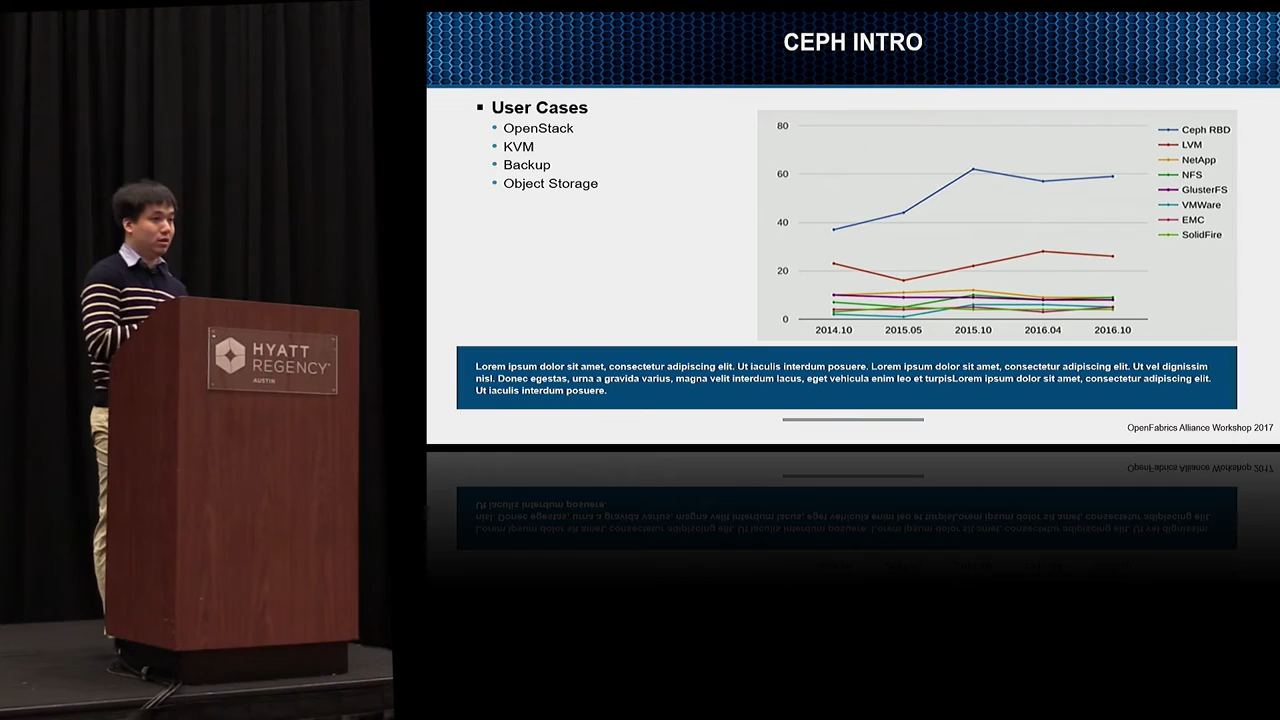 CEPH INTRO
User Cases
OpenStack
KVM
Backup
Object Storage
80
60
40
20
0
2014.10 2015.05 2015.10 2016.04 2016.10
Ceph RBD
LVM
NetApp
NFS
GlusterFS
VMWare
EMC
SolidFire
Lorem ipsum dolor sit amet, consectetur adipiscing elit. Ut iaculis interdum posuere. Lorem ipsum dolor sit amet, consectetur adipiscing elit. Ut vel dignissim
nisl. Donec egestas, urna a gravida varius, magna velit interdum lacus, eget vehicula enim leo et turpisLorem ipsum dolor sit amet, consectetur adipiscing elit.
Ut iaculis interdum posuere.
OpenFabrics Alliance Workshop 2017
HYATT
REGENCY
AUSTIN